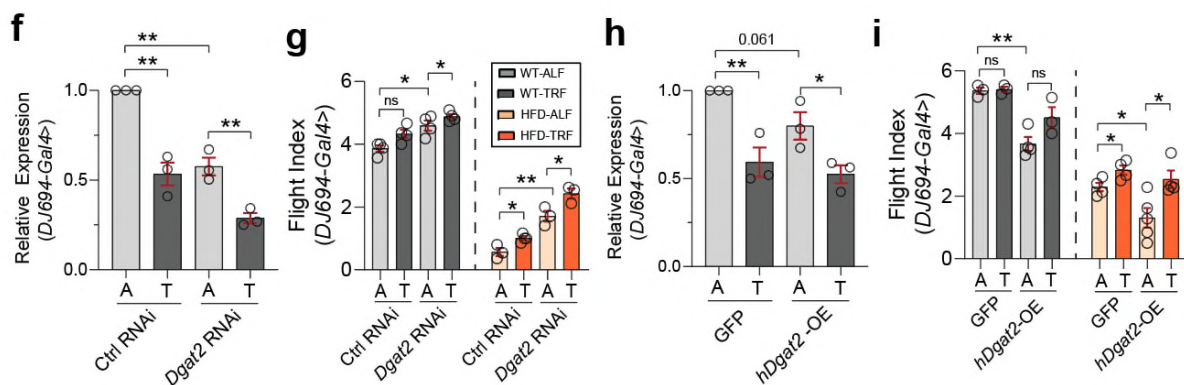 f
Relative Expression
(DJ694-Gal4>)
1.0
0.5
0.0
**
**
**
A T A T
Ctrl RNAi
Dgat2 RNAi
g
Flight Index
(DJ694-Gal4>)
6
4
2
0
*
ns
*
**
*
*
WT-ALF
WT-TRF
HFD-ALF
HFD-TRF
A T A T A T A T
Ctrl RNAi
Dgat2 RNAi
Ctrl RNAi
Dgat2 RNAi
h
Relative Expression
(DJ694-Gal4>)
1.0
0.5
0.0
0.061
**
*
A T A T
GFP
hDgat2-OE
i
Flight Index
(DJ694-Gal4>)
6
4
2
0
**
ns
ns
*
*
*
A T A T A T A T
GFP
hDgat2-OE
GFP
hDgat2-OE